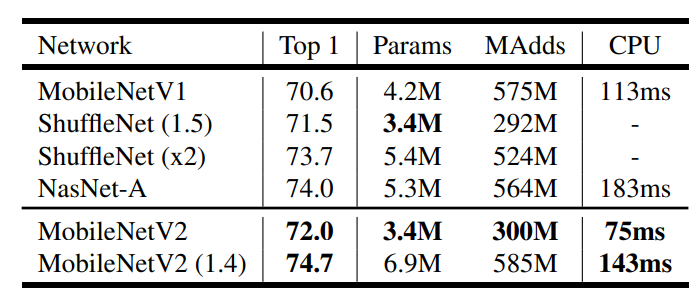 Network Top 1 Params MAdds CPU
MobileNetV1 70.6 4.2M 575M 113ms
ShuffleNet (1.5) 71.5 3.4M 292M -
ShuffleNet (x2) 73.7 5.4M 524M -
NasNet-A 74.0 5.3M 564M 183ms
MobileNetV2 72.0 3.4M 300M 75ms
MobileNetV2 (1.4) 74.7 6.9M 585M 143ms